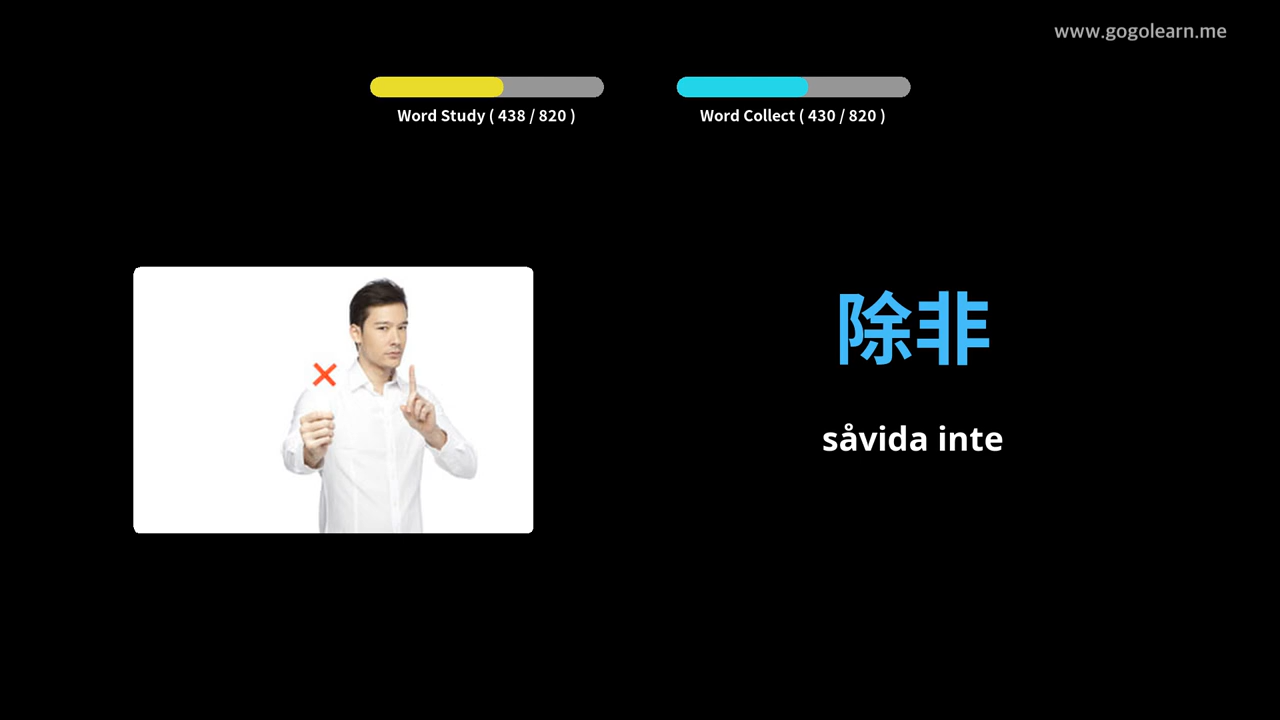 www.gogolearn.me
Word Study ( 438 / 820 )
Word Collect ( 430 / 820 )
除非
såvida inte